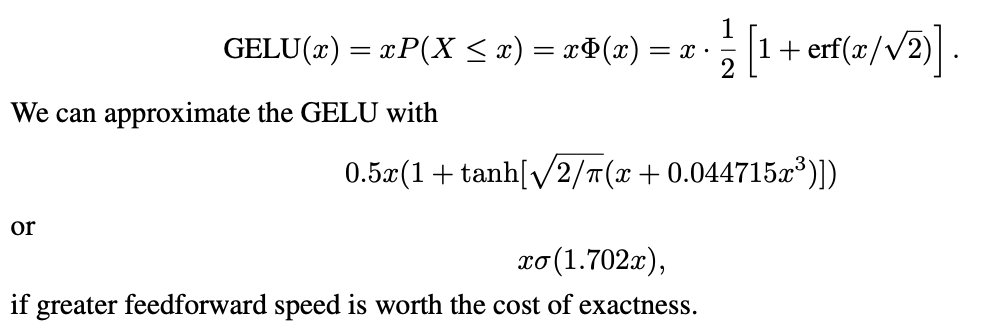 GELU(x) = xP(X ≤ x) = xΦ(x) = x · 1/2 [1 + erf(x/√2)].
We can approximate the GELU with
0.5x(1 + tanh[√2/π(x + 0.044715x³)])
or
xσ(1.702x),
if greater feedforward speed is worth the cost of exactness.